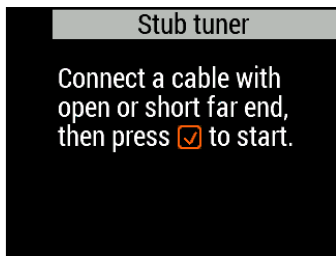 Stub tuner
Connect a cable with
open or short far end,
then press ☑ to start.